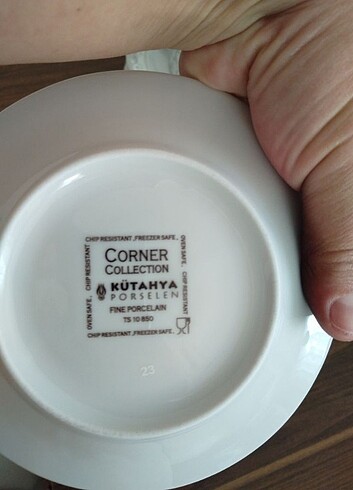 CHIP RESISTANT, FREEZER SAFE,
OVEN SAFE, CHIP RESISTANT
CORNER
COLLECTION
KÜTAHYA
PORSELEN
FINE PORCELAIN
TS 10 850
OVEN SAFE, CHIP RESISTANT
CHIP RESISTANT, FREEZER SAFE,
23